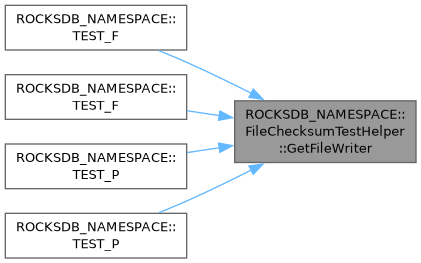 ROCKSDB_NAMESPACE::
TEST_F
ROCKSDB_NAMESPACE::
TEST_F
ROCKSDB_NAMESPACE::
TEST_P
ROCKSDB_NAMESPACE::
TEST_P
ROCKSDB_NAMESPACE::
FileChecksumTestHelper
::GetFileWriter